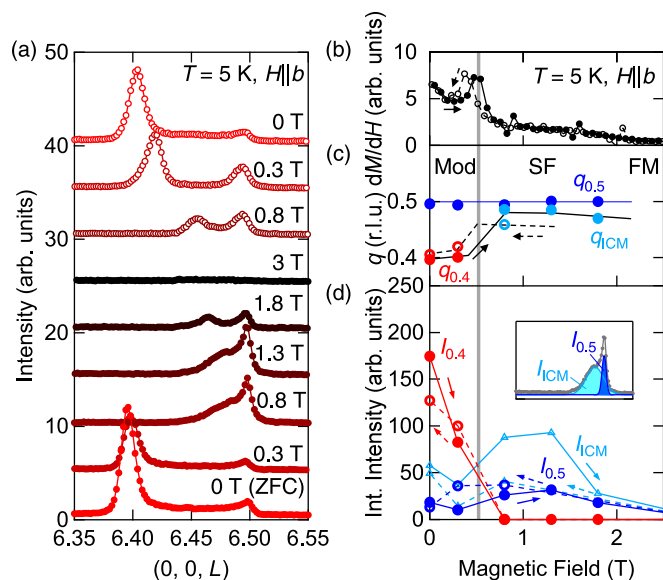 (a)
50
40
30
20
10
0
Intensity (arb. units)
T = 5 K, H||b
0 T
0.3 T
0.8 T
3 T
1.8 T
1.3 T
0.8 T
0.3 T
0 T (ZFC)
6.35
6.40
6.45
6.50
6.55
(0, 0, L)
(b)
10
5
0
dM/dH (arb. units)
T = 5 K, H||b
(c)
Mod
SF
FM
0.5
0.4
q (r.l.u.)
q0.5
qICM
q0.4
(d)
250
200
150
100
50
0
Int. Intensity (arb. units)
I0.4
I0.5
IICM
IICM
I0.5
0
1
2
Magnetic Field (T)